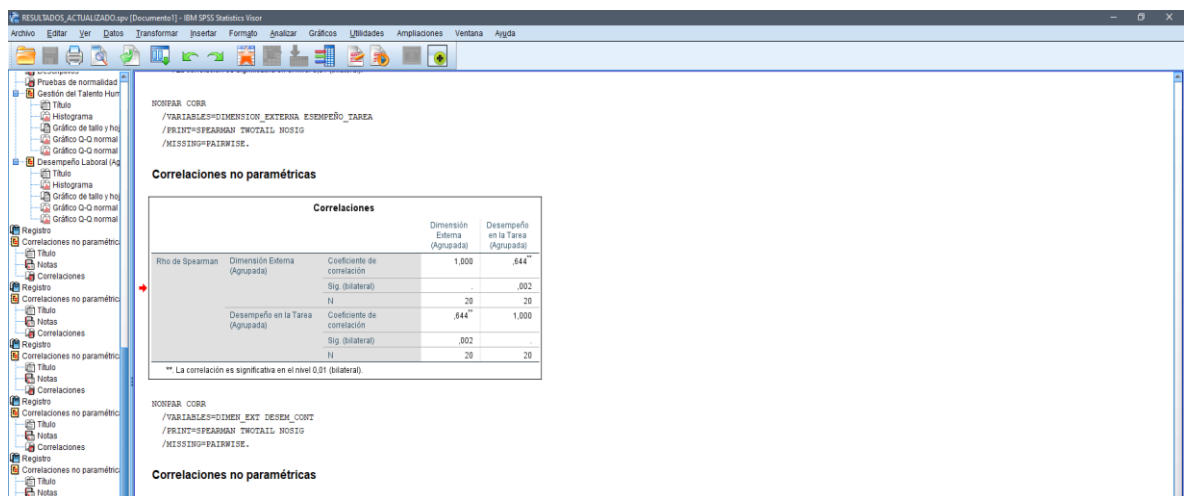 RESULTADOS_ACTUALIZADO.spv [Documento1] - IBM SPSS Statistics Visor
Archivo Editar Ver Datos Transformar Insertar Formato Analizar Gráficos Utilidades Ampliaciones Ventana Ayuda
Pruebas de normalidad
Gestión del Talento Hum
Título
Histograma
Gráfico de tallo y hoj
Gráfico Q-Q normal
Gráfico Q-Q normal
Desempeño Laboral (Ag
Título
Histograma
Gráfico de tallo y hoj
Gráfico Q-Q normal
Gráfico Q-Q normal
Registro
Correlaciones no paramétric
Título
Notas
Correlaciones
Registro
Correlaciones no paramétric
Título
Notas
Correlaciones
Registro
Correlaciones no paramétric
Título
Notas
Correlaciones
Registro
Correlaciones no paramétric
Título
Notas
Correlaciones
Registro
Correlaciones no paramétric
Título
Notas
NONPAR CORR
/VARIABLES=DIMENSION_EXTERNA ESEMPEÑO_TAREA
/PRINT=SPEARMAN TWOTAIL NOSIG
/MISSING=PAIRWISE.
Correlaciones no paramétricas
Correlaciones
Dimensión Externa (Agrupada) Desempeño en la Tarea (Agrupada)
Rho de Spearman Dimensión Externa (Agrupada) Coeficiente de correlación 1,000 ,644**
Sig. (bilateral) . ,002
N 20 20
Desempeño en la Tarea (Agrupada) Coeficiente de correlación ,644** 1,000
Sig. (bilateral) ,002 .
N 20 20
**. La correlación es significativa en el nivel 0,01 (bilateral).
NONPAR CORR
/VARIABLES=DIMEN_EXT DESEM_CONT
/PRINT=SPEARMAN TWOTAIL NOSIG
/MISSING=PAIRWISE.
Correlaciones no paramétricas